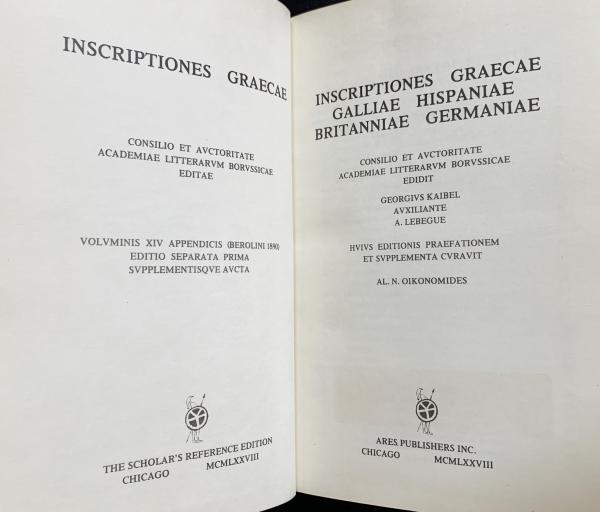 INSCRIPTIONES GRAECAE
CONSILIO ET AVCTORITATE
ACADEMIAE LITTERARVM BORVSSICAE
EDITAE
VOLVMINIS XIV APPENDICIS (BEROLINI 1890)
EDITIO SEPARATA PRIMA
SVPPLEMENTISQVE AVCTA
THE SCHOLAR'S REFERENCE EDITION
CHICAGO MCMLXXVIII
INSCRIPTIONES GRAECAE
GALLIAE HISPANIAE
BRITANNIAE GERMANIAE
CONSILIO ET AVCTORITATE
ACADEMIAE LITTERARVM BORVSSICAE
EDIDIT
GEORGIVS KAIBEL
AVXILIANTE
A. LEBEGUE
HVIVS EDITIONIS PRAEFATIONEM
ET SVPPLEMENTA CVRAVIT
AL. N. OIKONOMIDES
ARES PUBLISHERS INC.
CHICAGO MCMLXXVIII